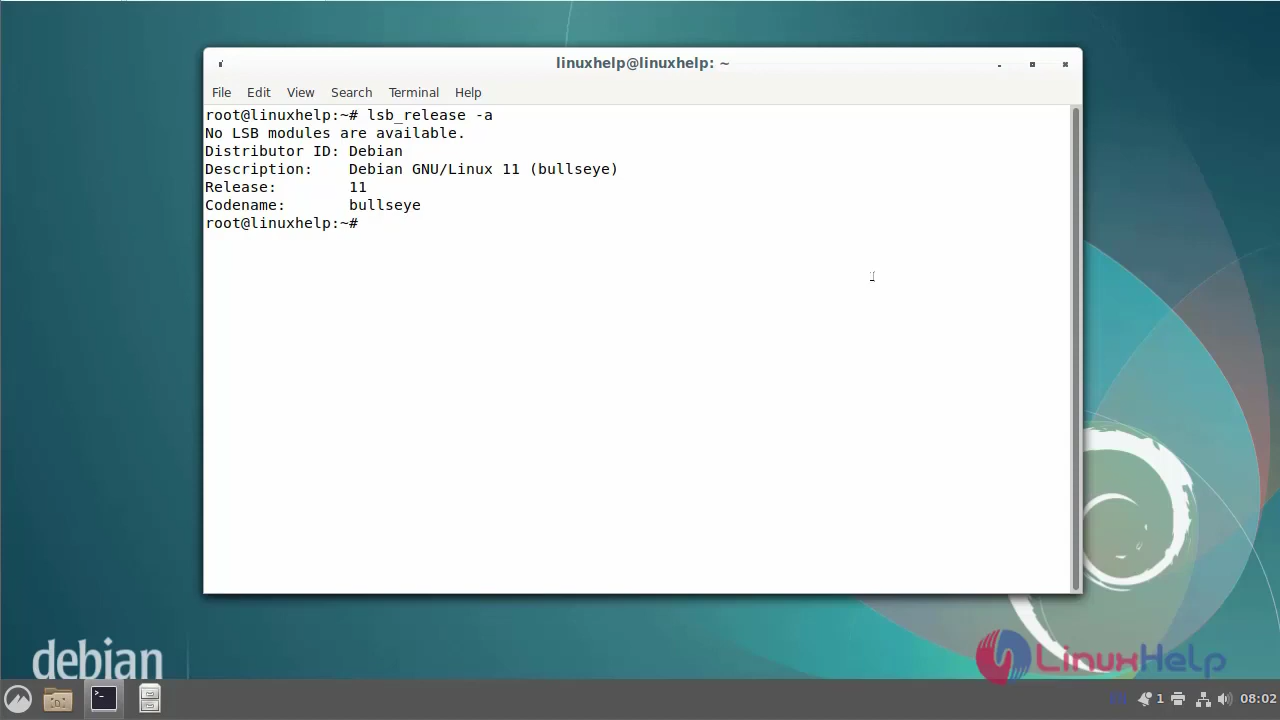 linuxhelp@linuxhelp: ~
File Edit View Search Terminal Help
root@linuxhelp:~# lsb_release -a
No LSB modules are available.
Distributor ID: Debian
Description:    Debian GNU/Linux 11 (bullseye)
Release:        11
Codename:       bullseye
root@linuxhelp:~#
debian
LinuxHelp
EN 1 08:02